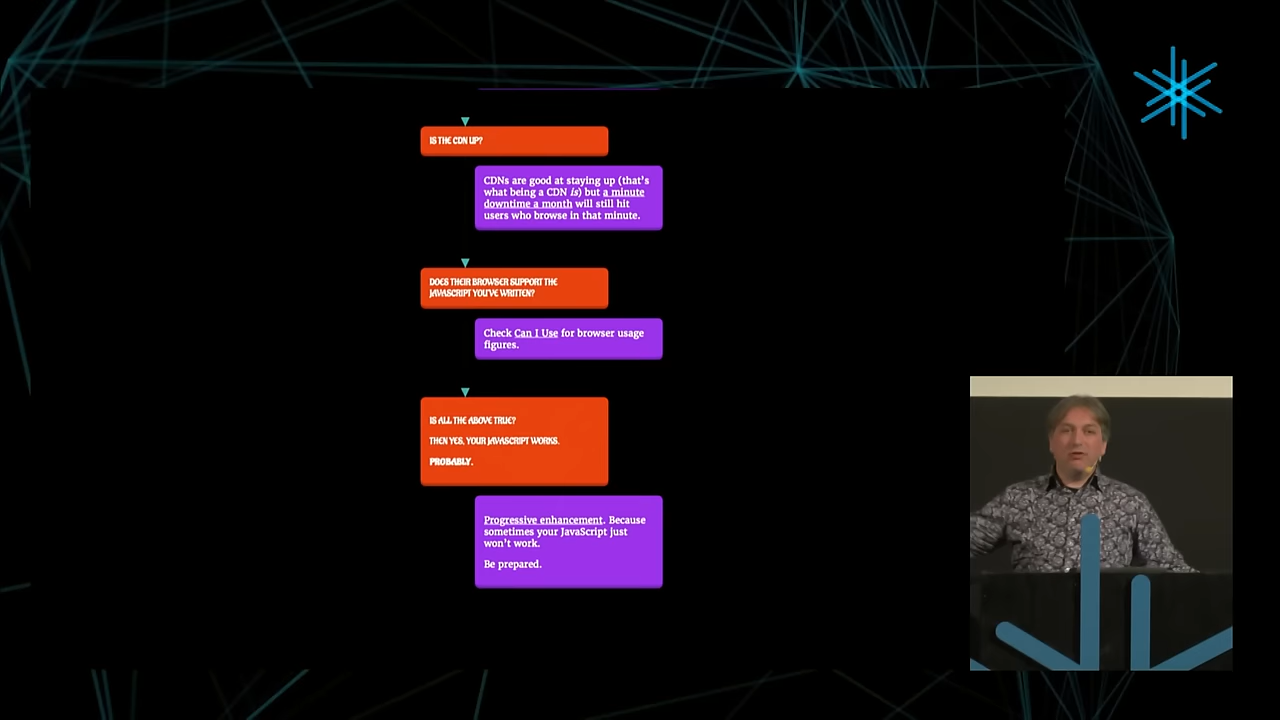 IS THE CDN UP?
CDNs are good at staying up (that's
what being a CDN is) but a minute
downtime a month will still hit
users who browse in that minute.
DOES THEIR BROWSER SUPPORT THE
JAVASCRIPT YOU'VE WRITTEN?
Check Can I Use for browser usage
figures.
IS ALL THE ABOVE TRUE?
THEN YES, YOUR JAVASCRIPT WORKS.
PROBABLY.
Progressive enhancement. Because
sometimes your JavaScript just
won't work.
Be prepared.